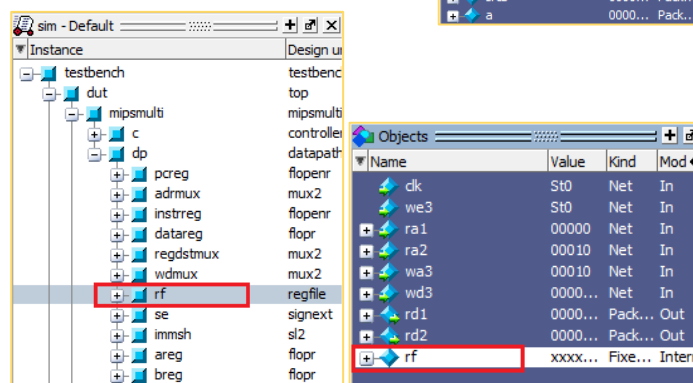 a 0000... Pack...
sim - Default
Instance Design u
testbench testbenc
dut top
mipsmulti mipsmulti
c controller
dp datapath
pcreg flopenr
adrmux mux2
instrreg flopenr
datareg flopr
regdstmux mux2
wdmux mux2
rf regfile
se signext
immsh sl2
areg flopr
breg flopr
Objects
Name Value Kind Mod
clk St0 Net In
we3 St0 Net In
ra1 00000 Net In
ra2 00010 Net In
wa3 00010 Net In
wd3 0000... Net In
rd1 0000... Pack... Out
rd2 0000... Pack... Out
rf xxxx... Fixe... Intern